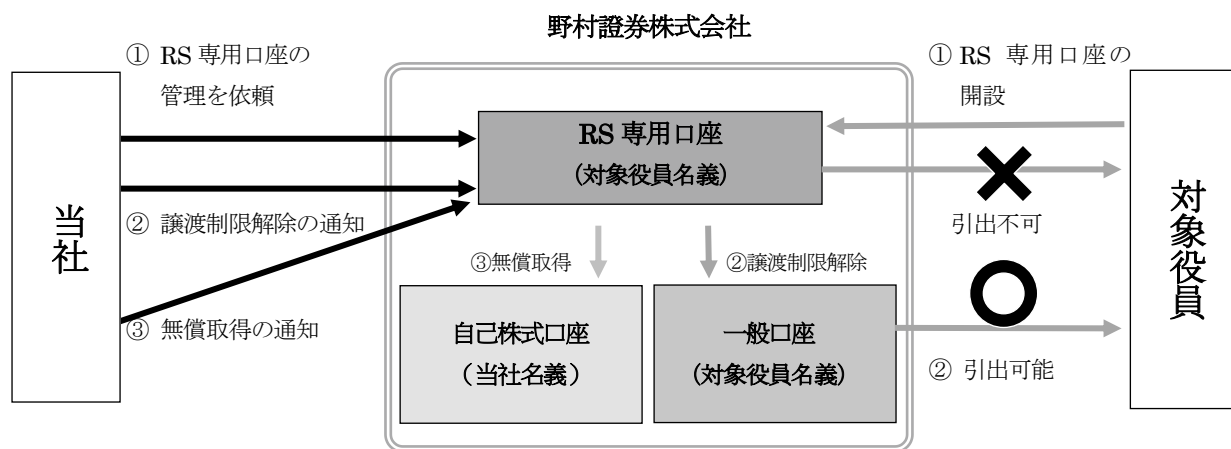 野村證券株式会社
① RS 専用口座の
管理を依頼
① RS 専用口座の
開設
RS 専用口座
(対象役員名義)
当社
② 譲渡制限解除の通知
引出不可
対象役員
③無償取得
②譲渡制限解除
③ 無償取得の通知
自己株式口座
（当社名義）
一般口座
(対象役員名義)
② 引出可能